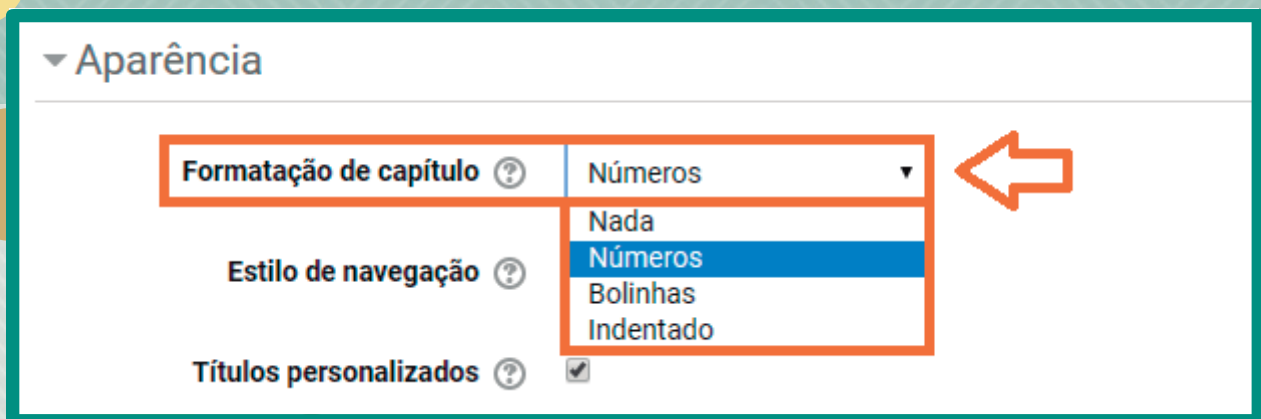 Aparência
Formatação de capítulo Números
Nada
Números
Bolinhas
Indentado
Estilo de navegação
Títulos personalizados